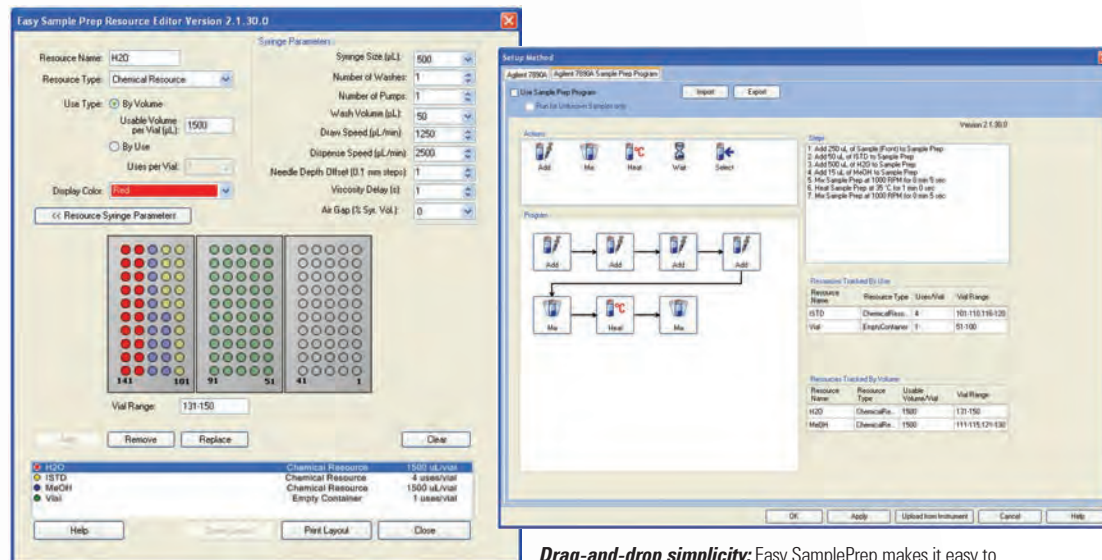 Easy Sample Prep Resource Editor Version 2.1.30.0
Resource Name: H2O
Resource Type: Chemical Resource
Use Type: By Volume
Usable Volume per Vial (µL): 1500
By Use
Uses per Vial: 1
Display Color: Red
<< Resource Syringe Parameters
Syringe Parameters
Syringe Size (µL): 500
Number of Washes: 1
Number of Pumps: 1
Wash Volume (µL): 50
Draw Speed (µL/min): 1250
Dispense Speed (µL/min): 2500
Needle Depth Offset (0.1 mm steps): 1
Viscosity Delay (s): 1
Air Gap (% Syr. Vol.): 0
141 101 91 51 41 1
Vial Range: 131-150
Remove Replace Clear
H2O Chemical Resource 1500 uL/vial
ISTD Chemical Resource 4 uses/vial
MeOH Chemical Resource 1500 uL/vial
Vial Empty Container 1 uses/vial
Help Print Layout Close
Setup Method
Agilent 7890A Agilent 7890A Sample Prep Program
Use Sample Prep Program Import Export
Run for Unknown Samples only
Version 2.1.30.0
Actions
Add Mix Heat Wait Select
Program
Add Add Add Add
Mix Heat Mix
Steps
1. Add 250 uL of Sample (Front) to Sample Prep
2. Add 50 uL of ISTD to Sample Prep
3. Add 500 uL of H2O to Sample Prep
4. Add 15 uL of MeOH to Sample Prep
5. Mix Sample Prep at 1000 RPM for 0 min 5 sec
6. Heat Sample Prep at 35 °C for 1 min 0 sec
7. Mix Sample Prep at 1000 RPM for 0 min 5 sec
Resources Tracked By Use
Resource Name Resource Type Uses/Vial Vial Range
ISTD ChemicalReso... 4 101-110,116-120
Vial EmptyContainer 1 51-100
Resources Tracked By Volume
Resource Name Resource Type Usable Volume/Vial Vial Range
H2O ChemicalRe... 1500 131-150
MeOH ChemicalRe... 1500 111-115,121-130
OK Apply Upload from Instrument Cancel Help
Drag-and-drop simplicity: Easy SamplePrep makes it easy to